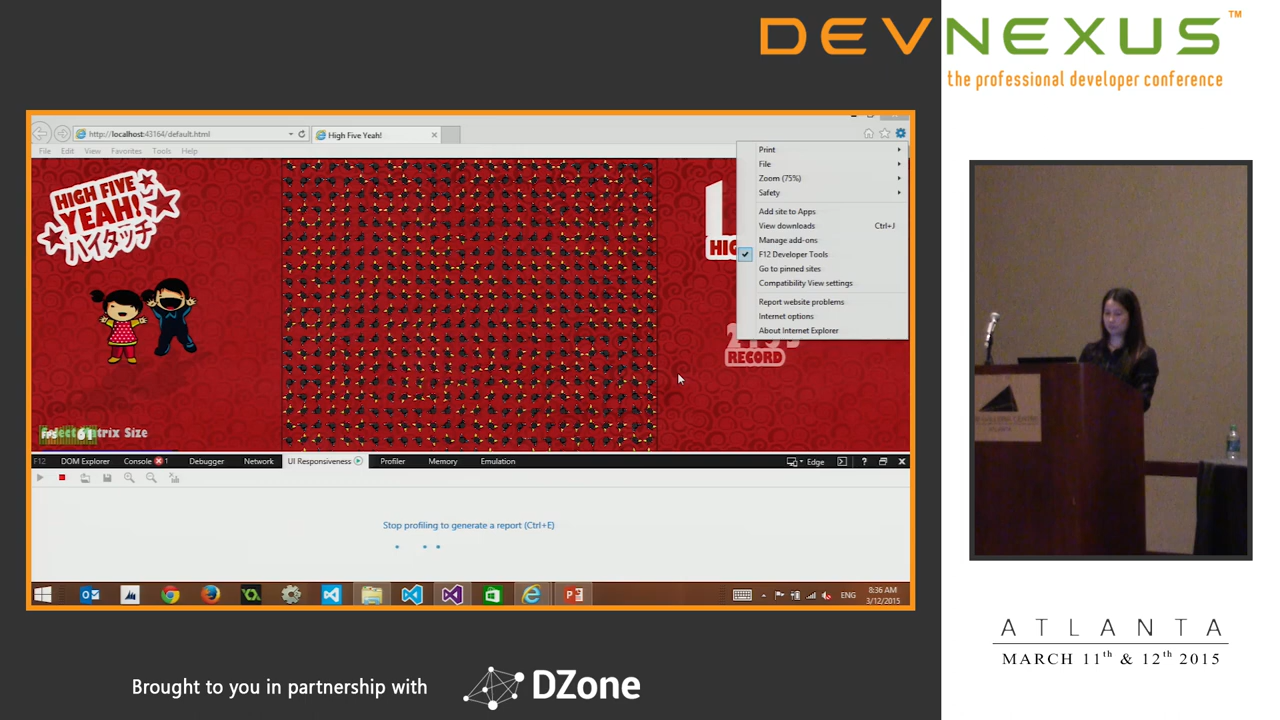 DEVNEXUS™
the professional developer conference
http://localhost:43164/default.html
High Five Yeah!
File Edit View Favorites Tools Help
HIGH FIVE
YEAH!
ハイタッチ
Print
File
Zoom (75%)
Safety
Add site to Apps
View downloads Ctrl+J
Manage add-ons
F12 Developer Tools
Go to pinned sites
Compatibility View settings
Report website problems
Internet options
About Internet Explorer
RECORD
FPS 61 Matrix Size
F12 DOM Explorer Console 1 Debugger Network UI Responsiveness Profiler Memory Emulation Edge ?
Stop profiling to generate a report (Ctrl+E)
ENG
8:36 AM
3/12/2015
Brought to you in partnership with
DZone
ATLANTA
MARCH 11th & 12th 2015